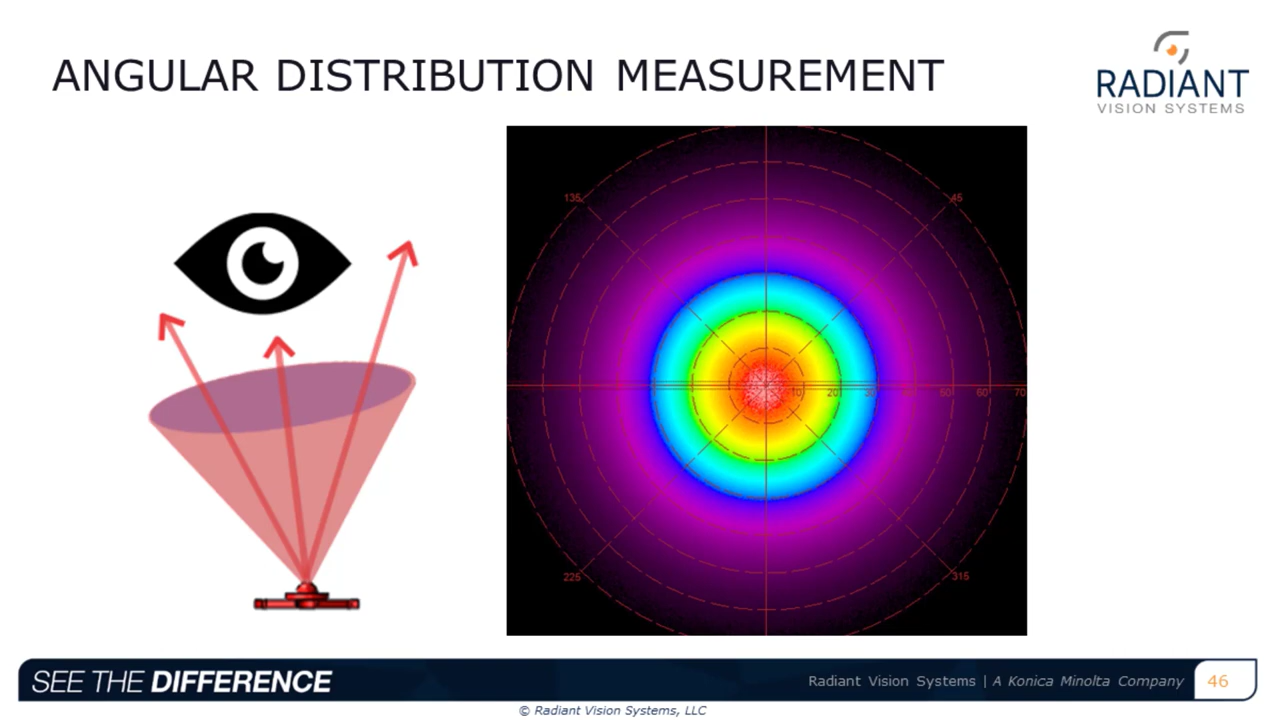 ANGULAR DISTRIBUTION MEASUREMENT
RADIANT
VISION SYSTEMS
135
45
10
20
30
40
50
60
70
225
315
SEE THE DIFFERENCE
Radiant Vision Systems | A Konica Minolta Company
46
© Radiant Vision Systems, LLC